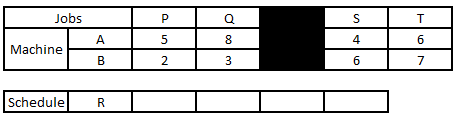 Jobs P Q S T
Machine A 5 8 4 6
B 2 3 6 7
Schedule R